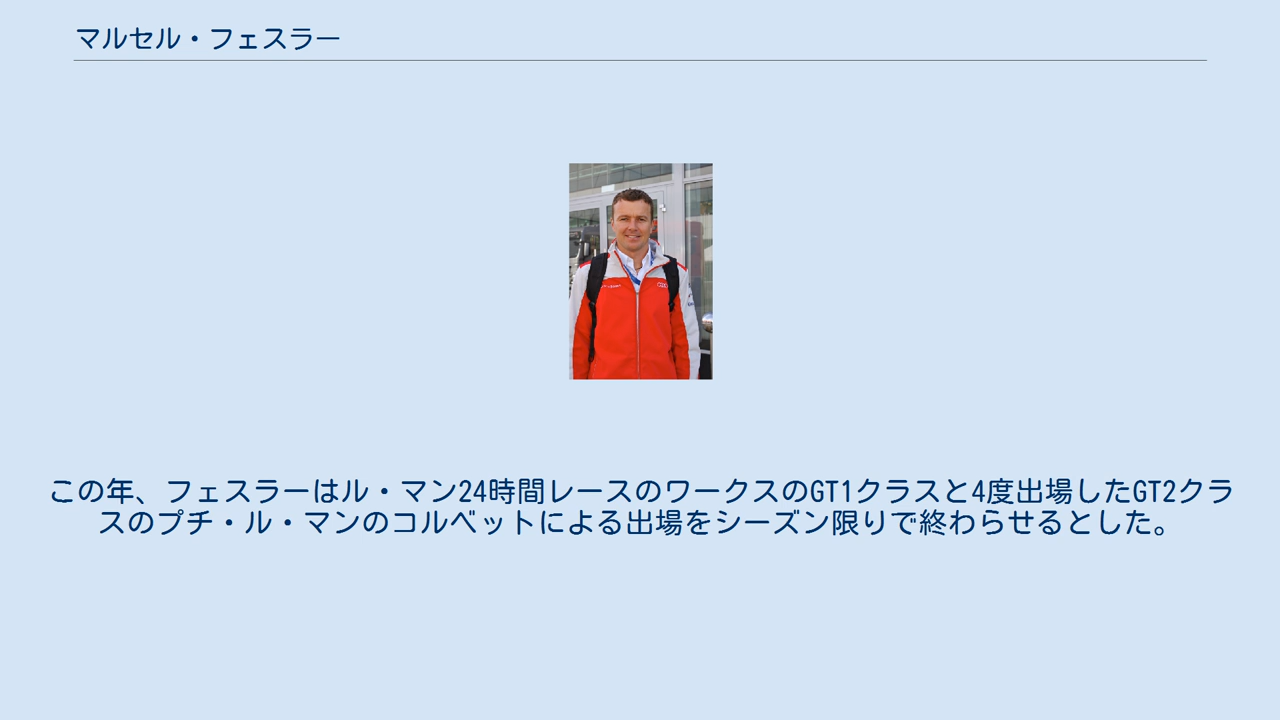 マルセル・フェスラー
この年、フェスラーはル・マン24時間レースのワークスのGT1クラスと4度出場したGT2クラ
スのプチ・ル・マンのコルベットによる出場をシーズン限りで終わらせるとした。